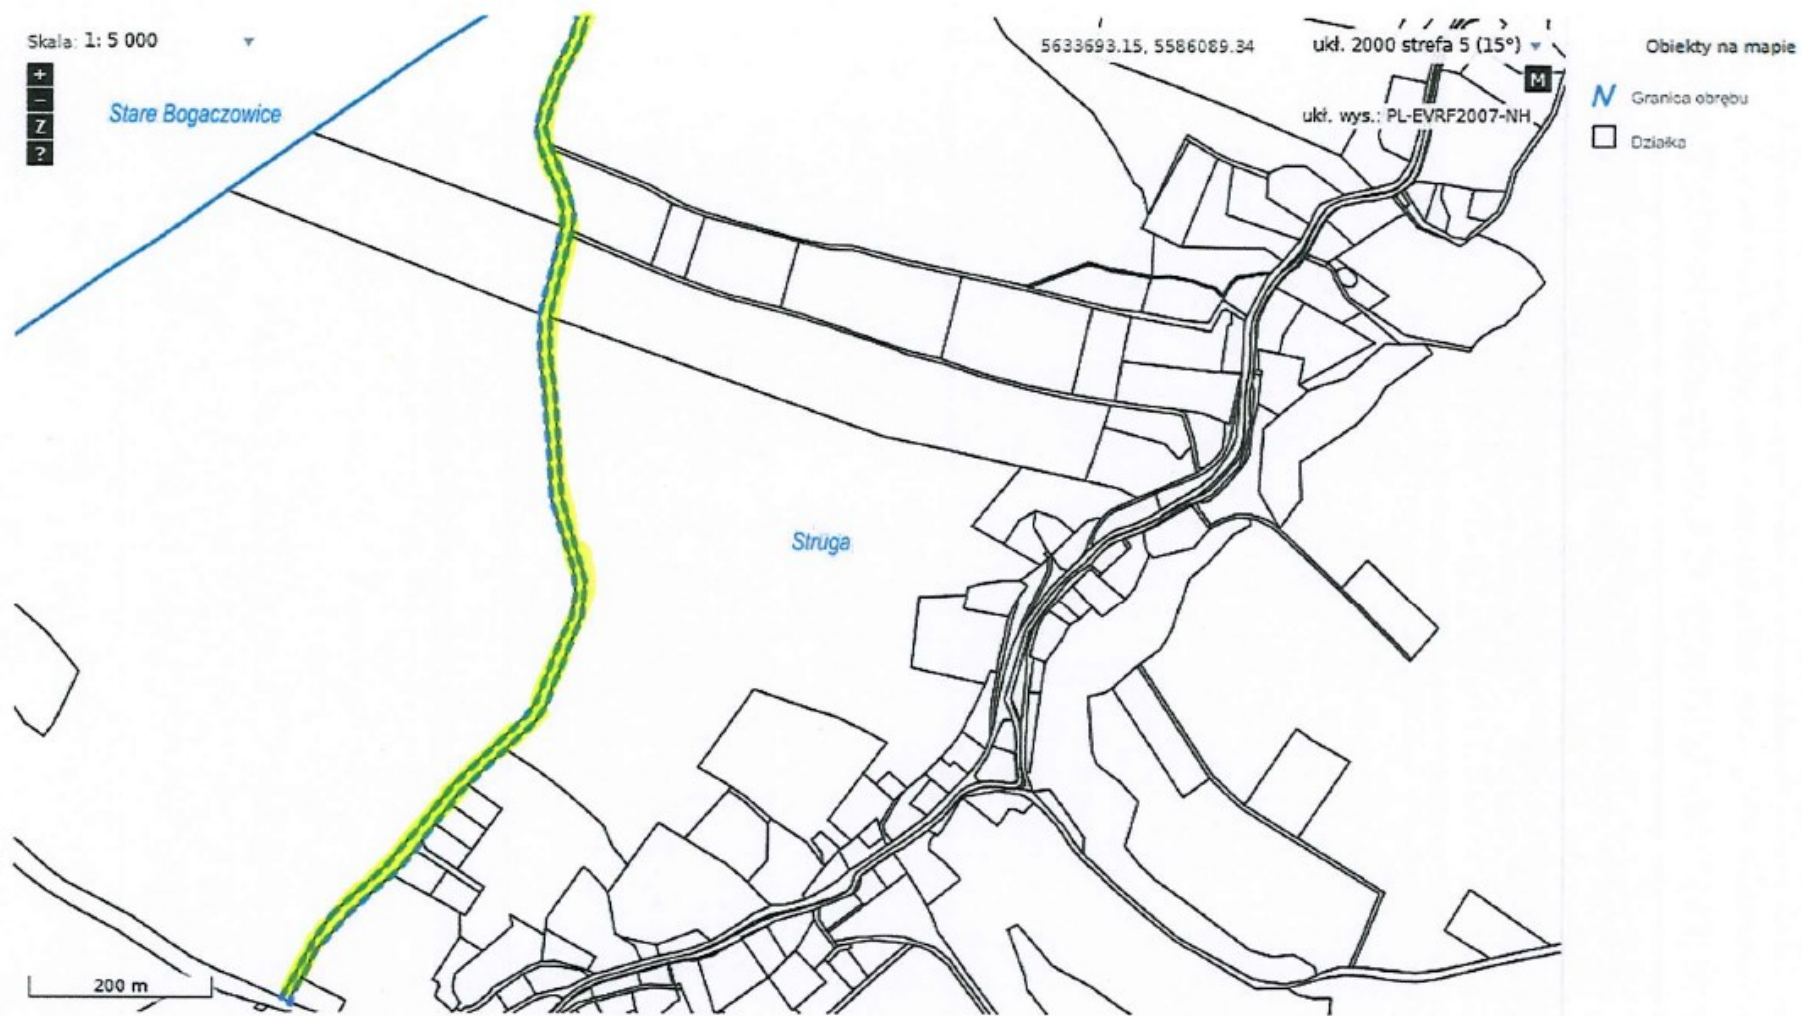 Skala: 1: 5 000
+
–
Z
?
Stare Bogaczowice
5633693.15, 5586089.34
ukł. 2000 strefa 5 (15°)
M
ukł. wys.: PL-EVRF2007-NH
Obiekty na mapie
Granica obrębu
Działka
Struga
200 m